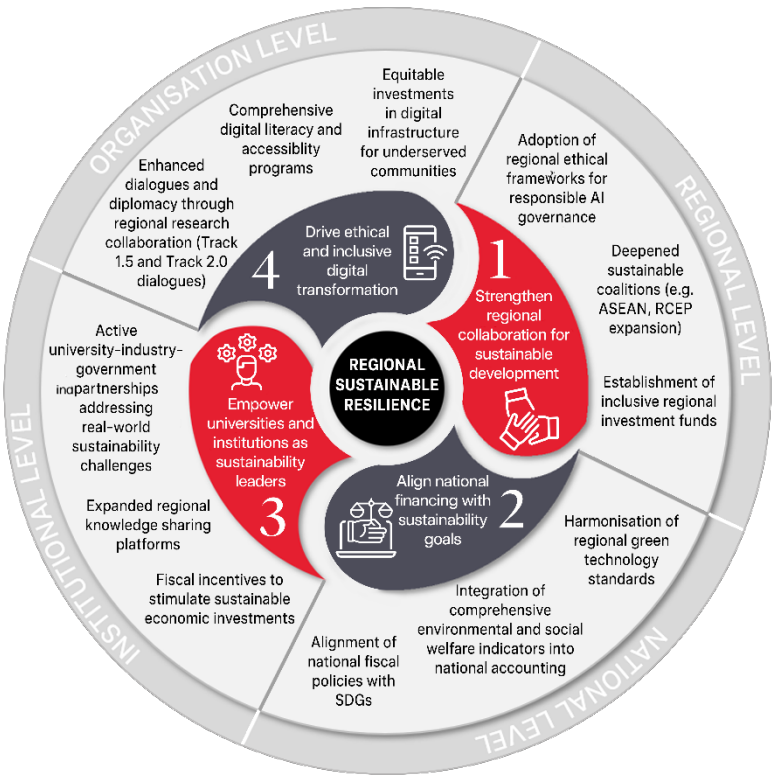 ORGANISATION LEVEL
Equitable
investments
in digital
infrastructure
for underserved
communities
Comprehensive
digital literacy and
accessiblity
programs
Enhanced
dialogues and
diplomacy through
regional research
collaboration (Track
1.5 and Track 2.0
dialogues)
4
Drive ethical
and inclusive
digital
transformation
REGIONAL LEVEL
Adoption of
regional ethical
frameworks for
responsible AI
governance
Deepened
sustainable
coalitions (e.g.
ASEAN, RCEP
expansion)
Establishment of
inclusive regional
investment funds
1
Strengthen
regional
collaboration for
sustainable
development
REGIONAL
SUSTAINABLE
RESILIENCE
INSTITUTIONAL LEVEL
Active
university-industry-
government
partnerships
addressing
real-world
sustainability
challenges
Expanded regional
knowledge sharing
platforms
Fiscal incentives to
stimulate sustainable
economic investments
Empower
universities and
institutions as
sustainability
leaders
3
NATIONAL LEVEL
Align national
financing with
sustainability
goals
2
Harmonisation of
regional green
technology
standards
Integration of
comprehensive
environmental and social
welfare indicators into
national accounting
Alignment of
national fiscal
policies with
SDGs